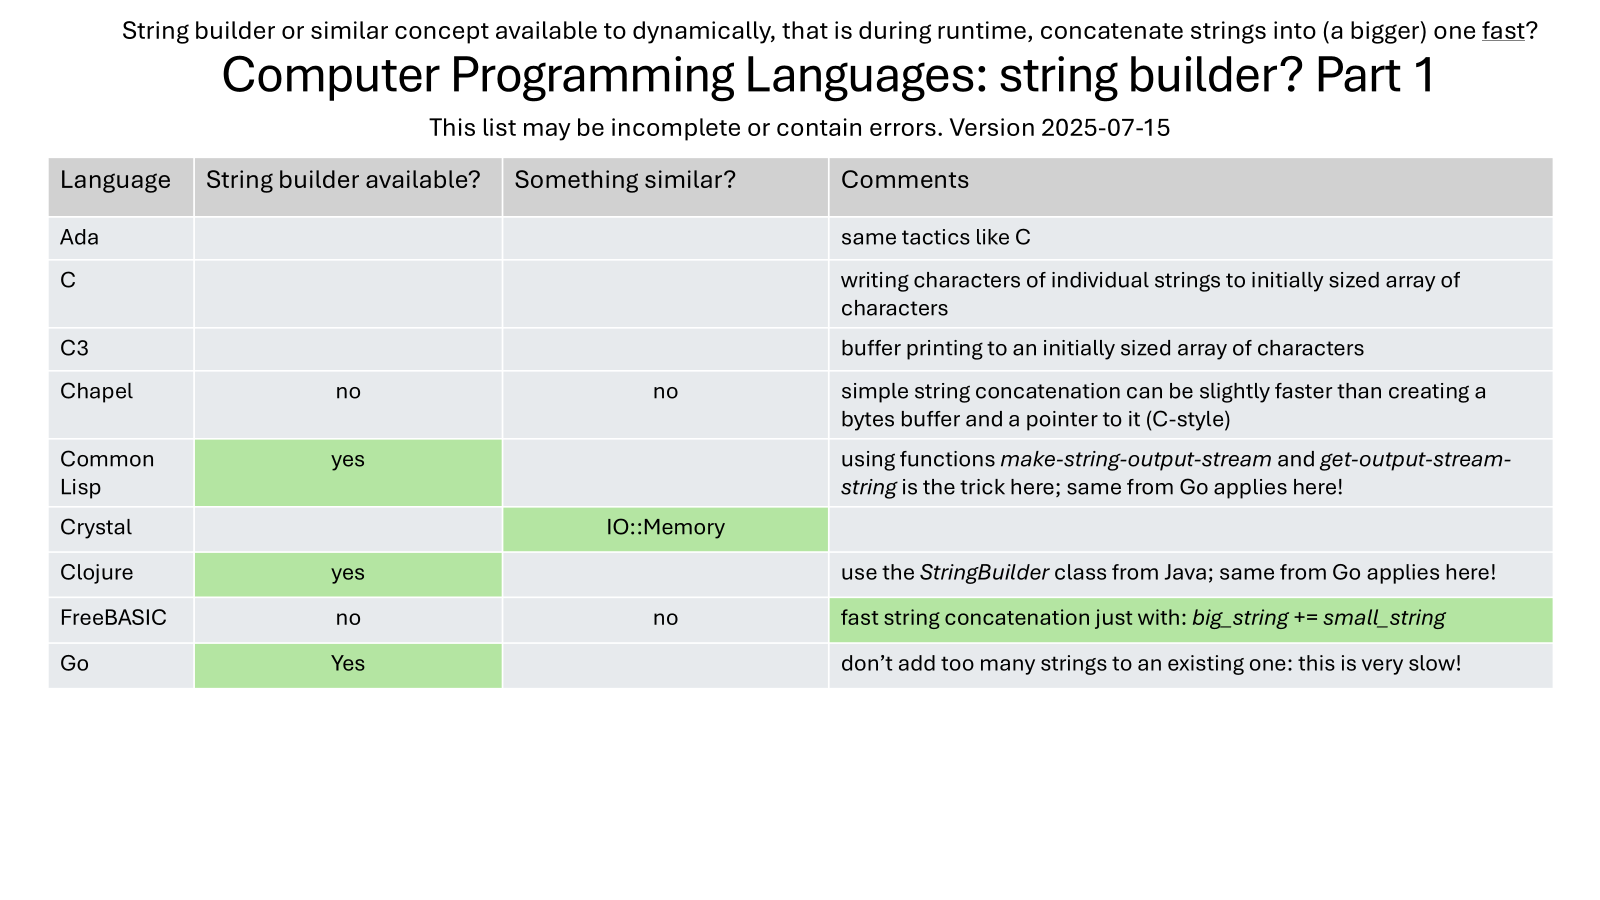 String builder or similar concept available to dynamically, that is during runtime, concatenate strings into (a bigger) one fast?
Computer Programming Languages: string builder? Part 1
This list may be incomplete or contain errors. Version 2025-07-15
Language String builder available? Something similar? Comments
Ada same tactics like C
C writing characters of individual strings to initially sized array of
characters
C3 buffer printing to an initially sized array of characters
Chapel no no simple string concatenation can be slightly faster than creating a
bytes buffer and a pointer to it (C-style)
Common yes using functions make-string-output-stream and get-output-stream-
Lisp string is the trick here; same from Go applies here!
Crystal IO::Memory
Clojure yes use the StringBuilder class from Java; same from Go applies here!
FreeBASIC no no fast string concatenation just with: big_string += small_string
Go Yes don’t add too many strings to an existing one: this is very slow!